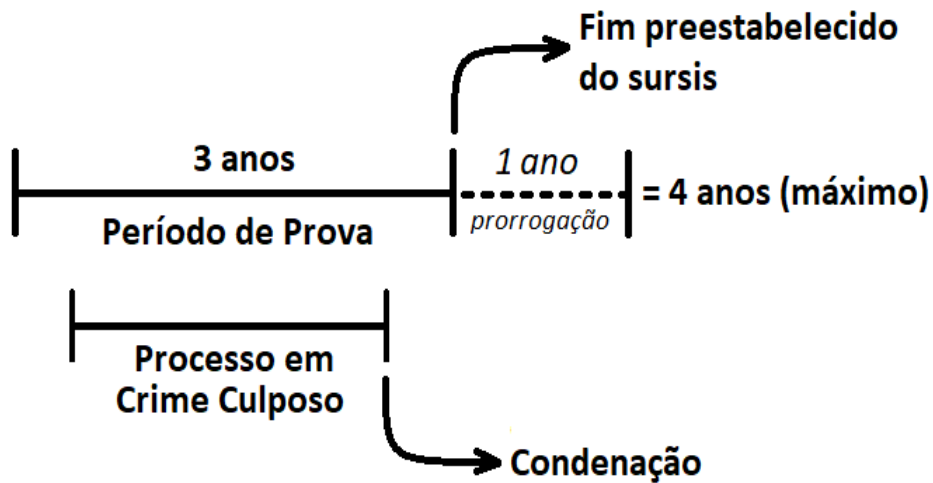 Fim preestabelecido
do sursis
3 anos
1 ano
= 4 anos (máximo)
Período de Prova
prorrogação
Processo em
Crime Culposo
Condenação